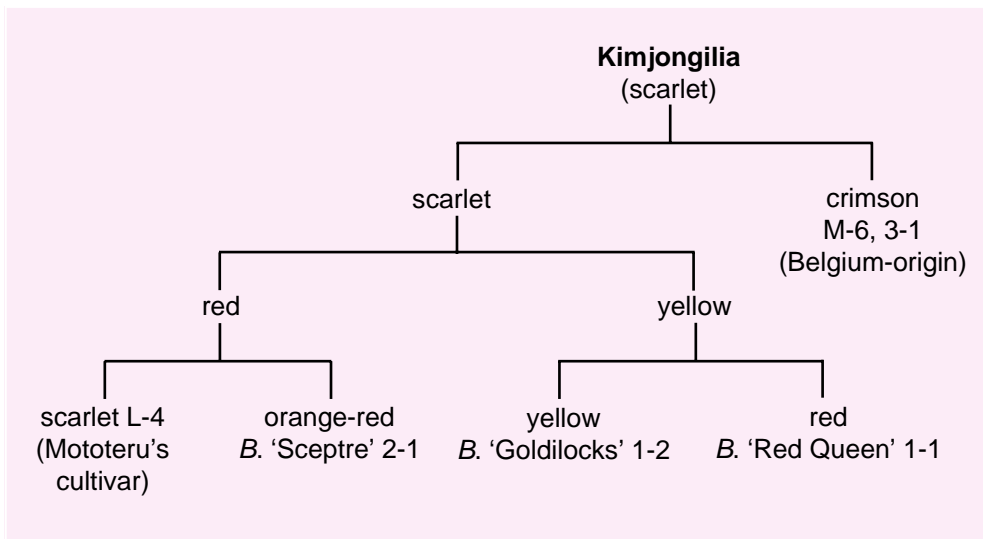 Kimjongilia
(scarlet)
scarlet
crimson
M-6, 3-1
(Belgium-origin)
red
yellow
scarlet L-4
(Mototeru’s
cultivar)
orange-red
B. ‘Sceptre’ 2-1
yellow
B. ‘Goldilocks’ 1-2
red
B. ‘Red Queen’ 1-1